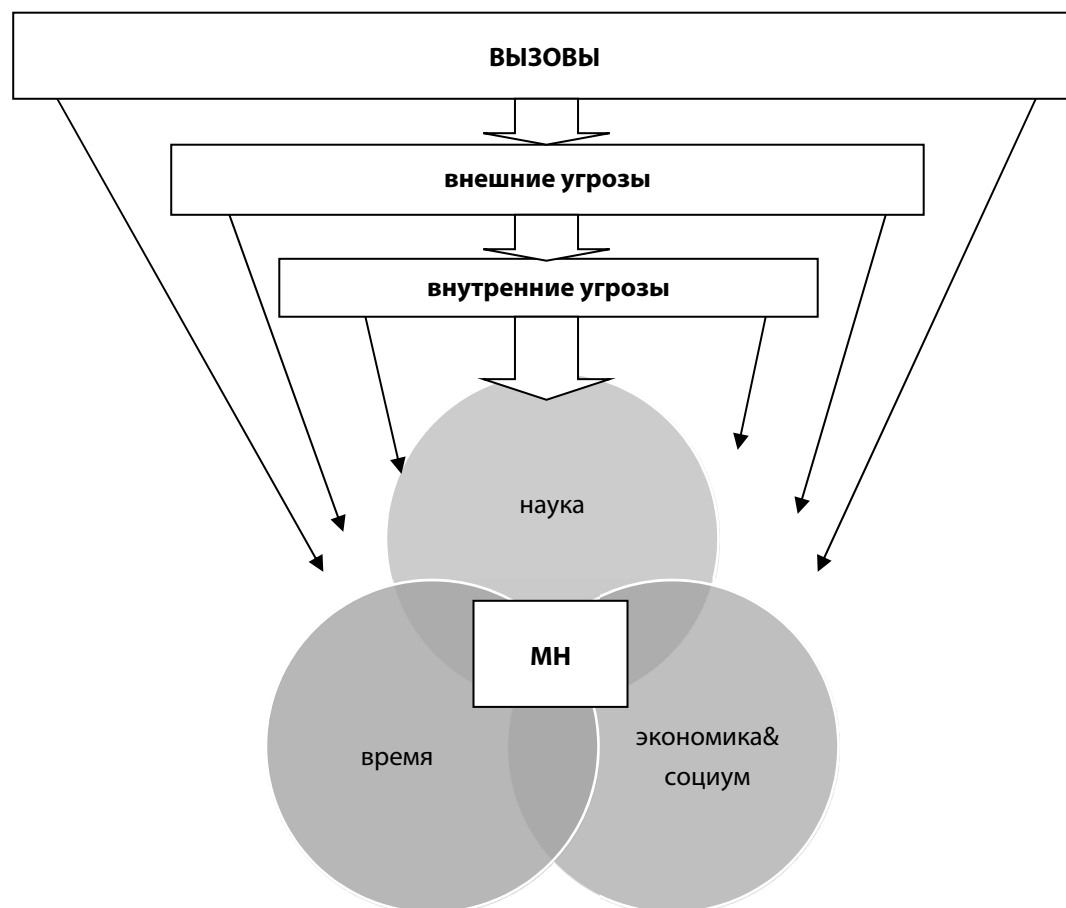 ВЫЗОВЫ
внешние угрозы
внутренние угрозы
наука
МН
время
экономика&
социум